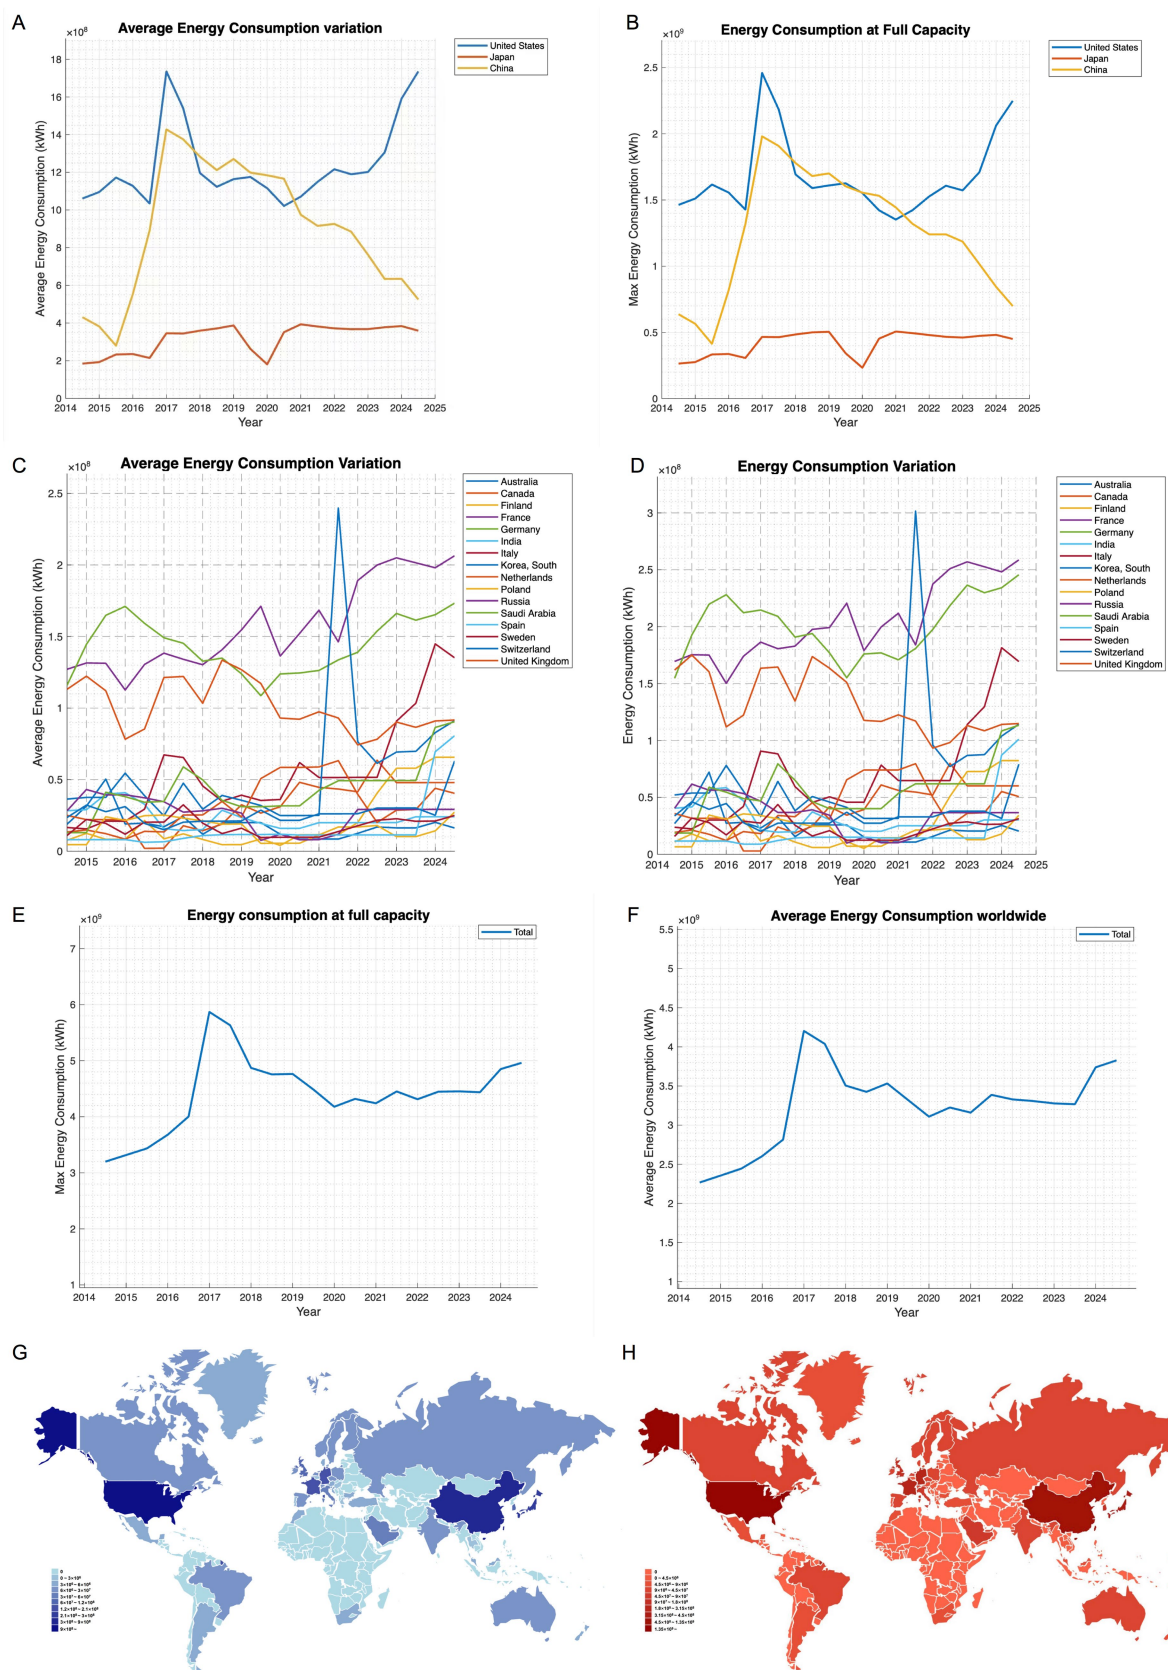 A
Average Energy Consumption variation
×10⁸
United States
Japan
China
18
16
14
12
10
8
6
4
2
0
Average Energy Consumption (kWh)
2014 2015 2016 2017 2018 2019 2020 2021 2022 2023 2024 2025
Year
B
Energy Consumption at Full Capacity
×10⁹
United States
Japan
China
2.5
2
1.5
1
0.5
0
Max Energy Consumption (kWh)
2014 2015 2016 2017 2018 2019 2020 2021 2022 2023 2024 2025
Year
C
Average Energy Consumption Variation
×10⁸
2.5
2
1.5
1
0.5
0
Average Energy Consumption (kWh)
2015 2016 2017 2018 2019 2020 2021 2022 2023 2024
Year
Australia
Canada
Finland
France
Germany
India
Italy
Korea, South
Netherlands
Poland
Russia
Saudi Arabia
Spain
Sweden
Switzerland
United Kingdom
D
Energy Consumption Variation
×10⁸
3
2.5
2
1.5
1
0.5
0
Energy Consumption (kWh)
2014 2015 2016 2017 2018 2019 2020 2021 2022 2023 2024 2025
Year
Australia
Canada
Finland
France
Germany
India
Italy
Korea, South
Netherlands
Poland
Russia
Saudi Arabia
Spain
Sweden
Switzerland
United Kingdom
E
Energy consumption at full capacity
×10⁹
Total
7
6
5
4
3
2
1
Max Energy Consumption (kWh)
2014 2015 2016 2017 2018 2019 2020 2021 2022 2023 2024
Year
F
Average Energy Consumption worldwide
×10⁹
Total
5.5
5
4.5
4
3.5
3
2.5
2
1.5
1
Average Energy Consumption (kWh)
2014 2015 2016 2017 2018 2019 2020 2021 2022 2023 2024
Year
G
0
H
0